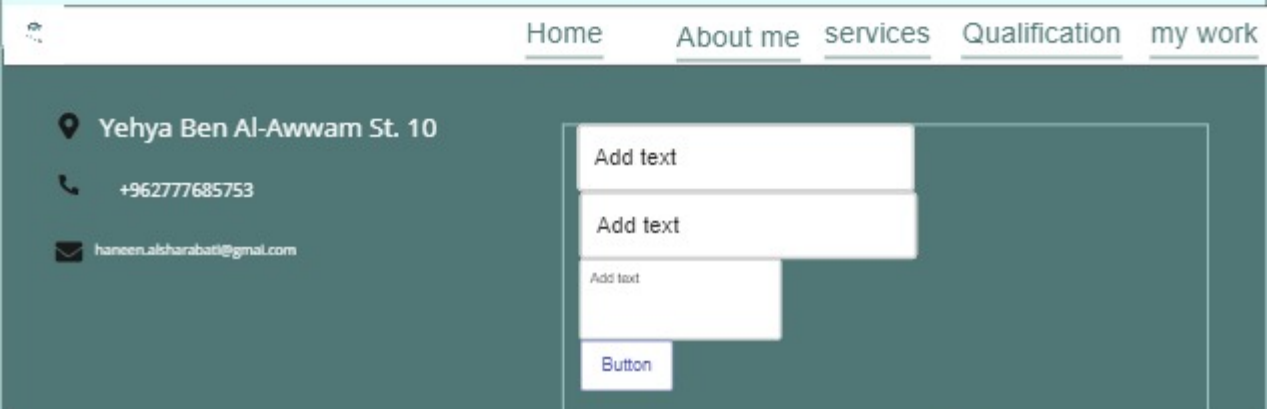 Home About me services Qualification my work
Yehya Ben Al-Awwam St. 10
+962777685753
haneen.alsharabati@gmai.com
Add text
Add text
Add text
Button